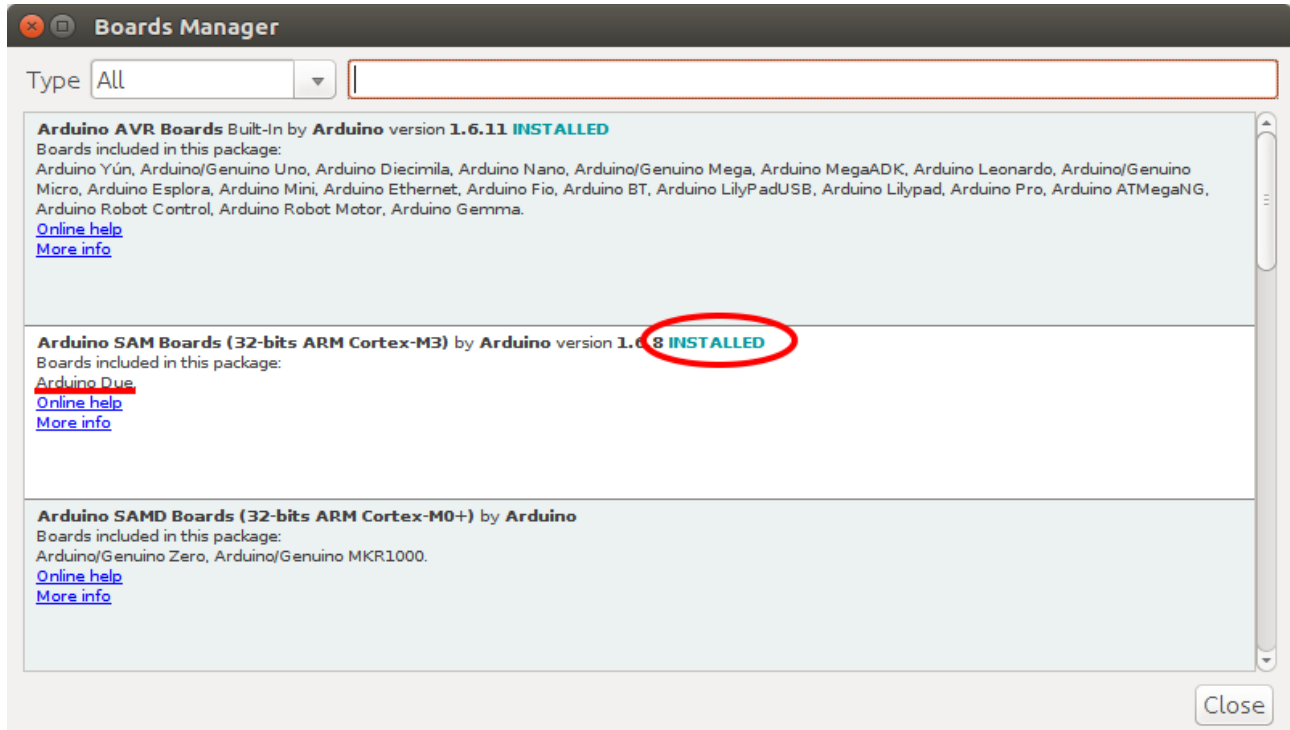 Boards Manager
Type All
Arduino AVR Boards Built-In by Arduino version 1.6.11 INSTALLED
Boards included in this package:
Arduino Yún, Arduino/Genuino Uno, Arduino Diecimila, Arduino Nano, Arduino/Genuino Mega, Arduino MegaADK, Arduino Leonardo, Arduino/Genuino
Micro, Arduino Esplora, Arduino Mini, Arduino Ethernet, Arduino Fio, Arduino BT, Arduino LilyPadUSB, Arduino Lilypad, Arduino Pro, Arduino ATMegaNG,
Arduino Robot Control, Arduino Robot Motor, Arduino Gemma.
Online help
More info
Arduino SAM Boards (32-bits ARM Cortex-M3) by Arduino version 1.6.8 INSTALLED
Boards included in this package:
Arduino Due.
Online help
More info
Arduino SAMD Boards (32-bits ARM Cortex-M0+) by Arduino
Boards included in this package:
Arduino/Genuino Zero, Arduino/Genuino MKR1000.
Online help
More info
Close